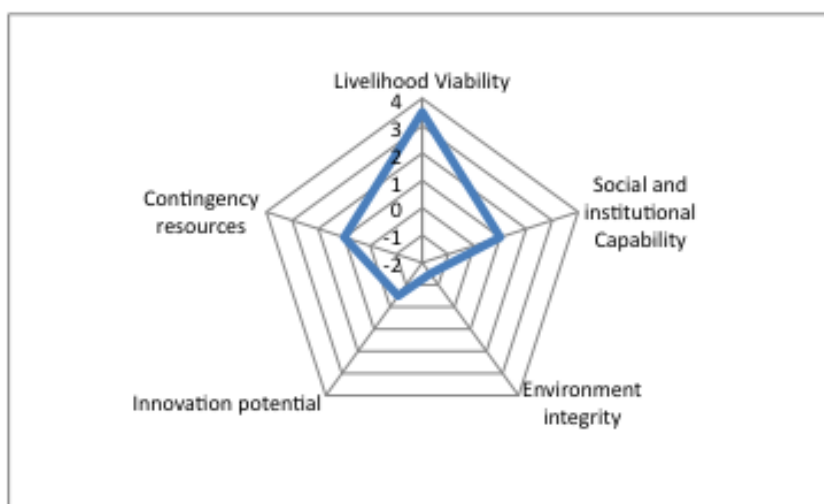 Livelihood Viability
4
3
2
1
0
-1
-2
Social and
institutional
Capability
Environment
integrity
Innovation potential
Contingency
resources